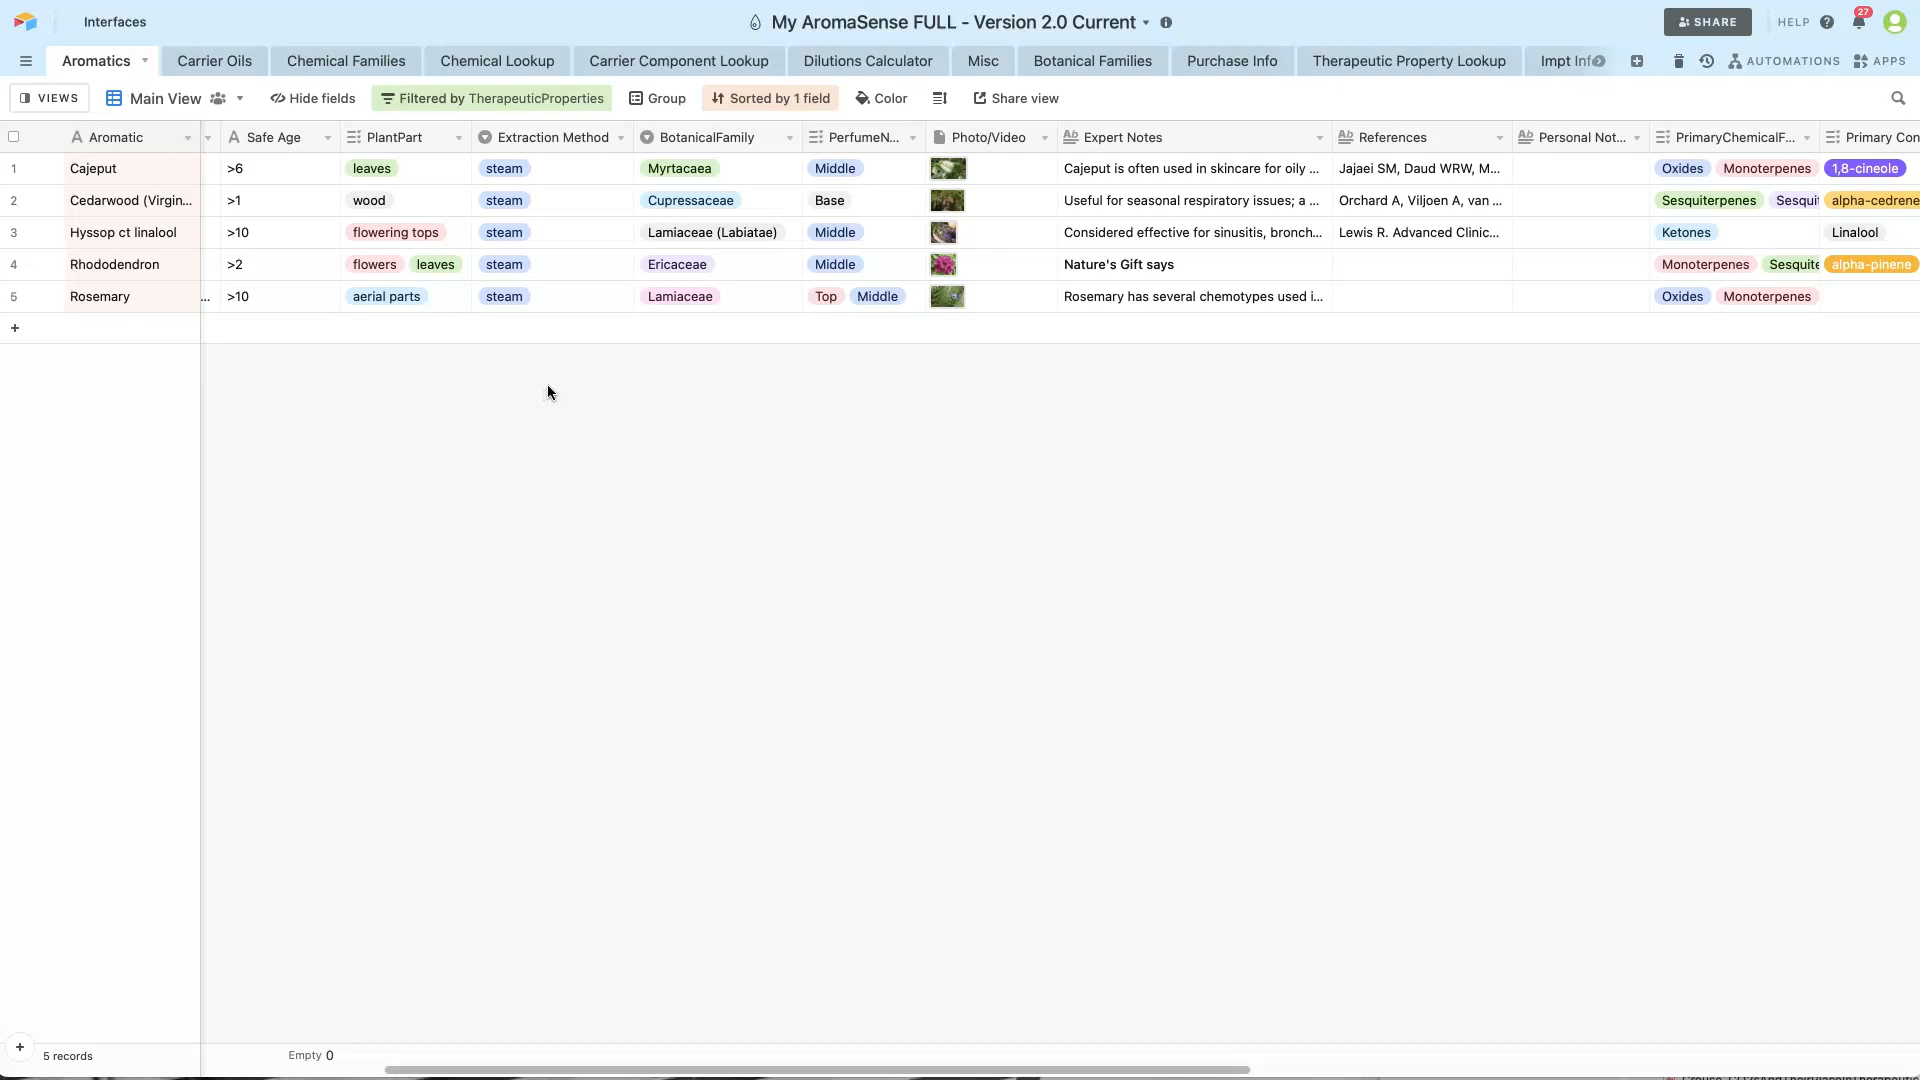 Interfaces
My AromaSense FULL - Version 2.0 Current
SHARE
HELP
27
Aromatics
Carrier Oils
Chemical Families
Chemical Lookup
Carrier Component Lookup
Dilutions Calculator
Misc
Botanical Families
Purchase Info
Therapeutic Property Lookup
Impt Inf
AUTOMATIONS
APPS
VIEWS
Main View
Hide fields
Filtered by TherapeuticProperties
Group
Sorted by 1 field
Color
Share view
Aromatic Safe Age PlantPart Extraction Method BotanicalFamily PerfumeN... Photo/Video Expert Notes References Personal Not... PrimaryChemicalF... Primary Con
1 Cajeput >6 leaves steam Myrtacaea Middle Cajeput is often used in skincare for oily ... Jajaei SM, Daud WRW, M... Oxides Monoterpenes 1,8-cineole
2 Cedarwood (Virgin... >1 wood steam Cupressaceae Base Useful for seasonal respiratory issues; a ... Orchard A, Viljoen A, van ... Sesquiterpenes Sesquit alpha-cedrene
3 Hyssop ct linalool >10 flowering tops steam Lamiaceae (Labiatae) Middle Considered effective for sinusitis, bronch... Lewis R. Advanced Clinic... Ketones Linalool
4 Rhododendron >2 flowers leaves steam Ericaceae Middle Nature's Gift says Monoterpenes Sesquite alpha-pinene
5 Rosemary ... >10 aerial parts steam Lamiaceae Top Middle Rosemary has several chemotypes used i... Oxides Monoterpenes
+
+
5 records
Empty 0